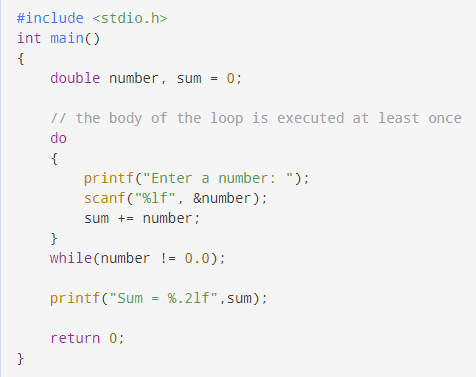 #include <stdio.h>
int main()
{
    double number, sum = 0;

    // the body of the loop is executed at least once
    do
    {
        printf("Enter a number: ");
        scanf("%lf", &number);
        sum += number;
    }
    while(number != 0.0);

    printf("Sum = %.2lf",sum);

    return 0;
}